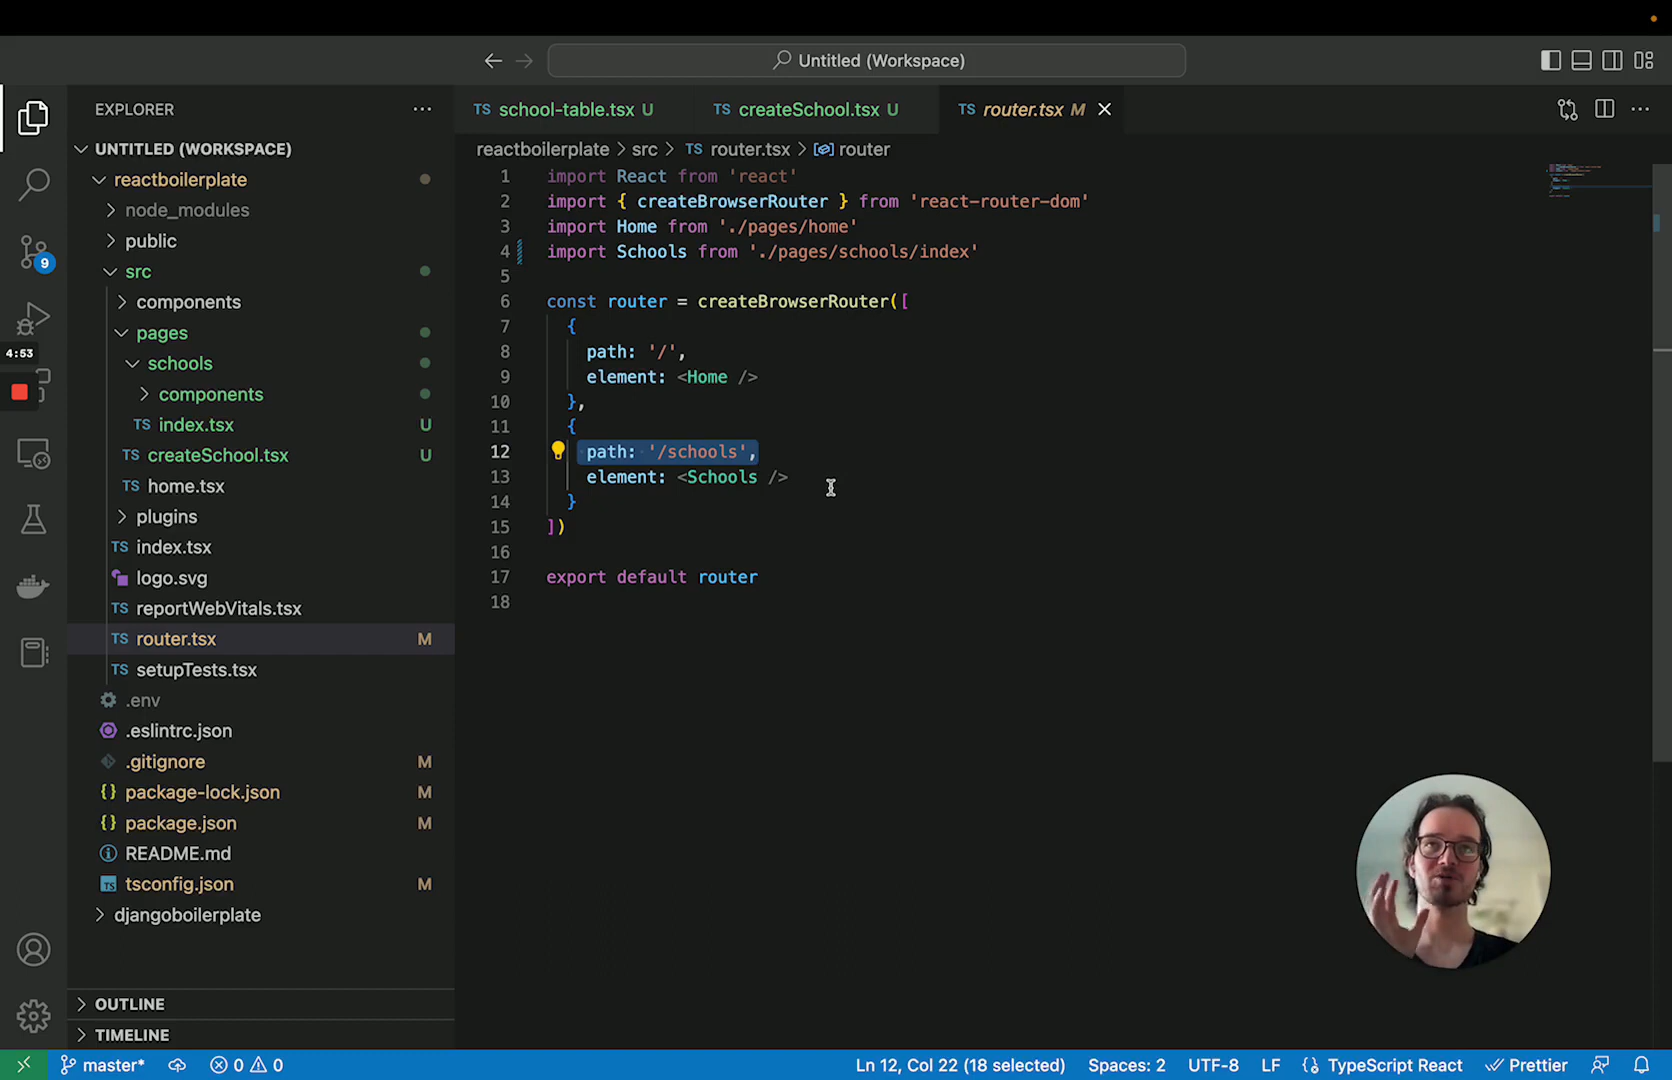 Untitled (Workspace)
EXPLORER
TS school-table.tsx U
TS createSchool.tsx U
TS router.tsx M
UNTITLED (WORKSPACE)
reactboilerplate > src > TS router.tsx > router
reactboilerplate
node_modules
public
src
components
pages
schools
components
TS index.tsx U
TS createSchool.tsx U
TS home.tsx
plugins
TS index.tsx
logo.svg
TS reportWebVitals.tsx
TS router.tsx M
TS setupTests.tsx
.env
.eslintrc.json
.gitignore M
{} package-lock.json M
{} package.json M
README.md
TS tsconfig.json M
djangoboilerplate
OUTLINE
TIMELINE
9
4:53
1 import React from 'react'
2 import { createBrowserRouter } from 'react-router-dom'
3 import Home from './pages/home'
4 import Schools from './pages/schools/index'
5
6 const router = createBrowserRouter([
7 {
8 path: '/',
9 element: <Home />
10 },
11 {
12 path: '/schools',
13 element: <Schools />
14 }
15 ])
16
17 export default router
18
master* 0 0 Ln 12, Col 22 (18 selected) Spaces: 2 UTF-8 LF {} TypeScript React Prettier